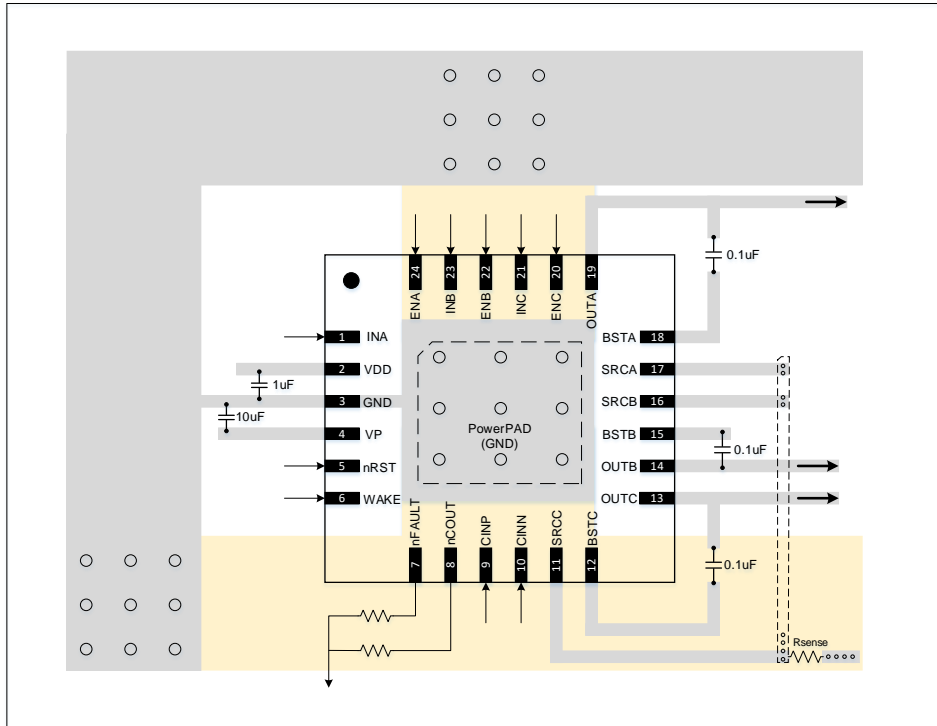 24 23 22 21 20 19
ENA INB ENB INC ENC OUTA
0.1uF
1 INA
BSTA 18
2 VDD
SRCA 17
1uF
3 GND
SRCB 16
10uF
4 VP
BSTB 15
PowerPAD
(GND)
0.1uF
5 nRST
OUTB 14
6 WAKE
OUTC 13
nFAULT nCOUT CINP CINN SRCC BSTC
7 8 9 10 11 12
0.1uF
Rsense